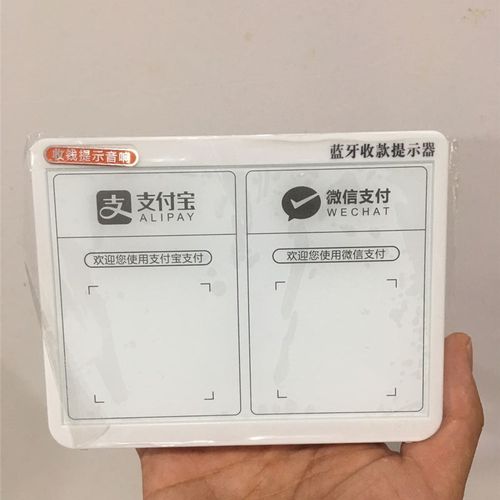 收钱提示音响
蓝牙收款提示器
支付宝
ALIPAY
欢迎您使用支付宝支付
微信支付
WECHAT
欢迎您使用微信支付